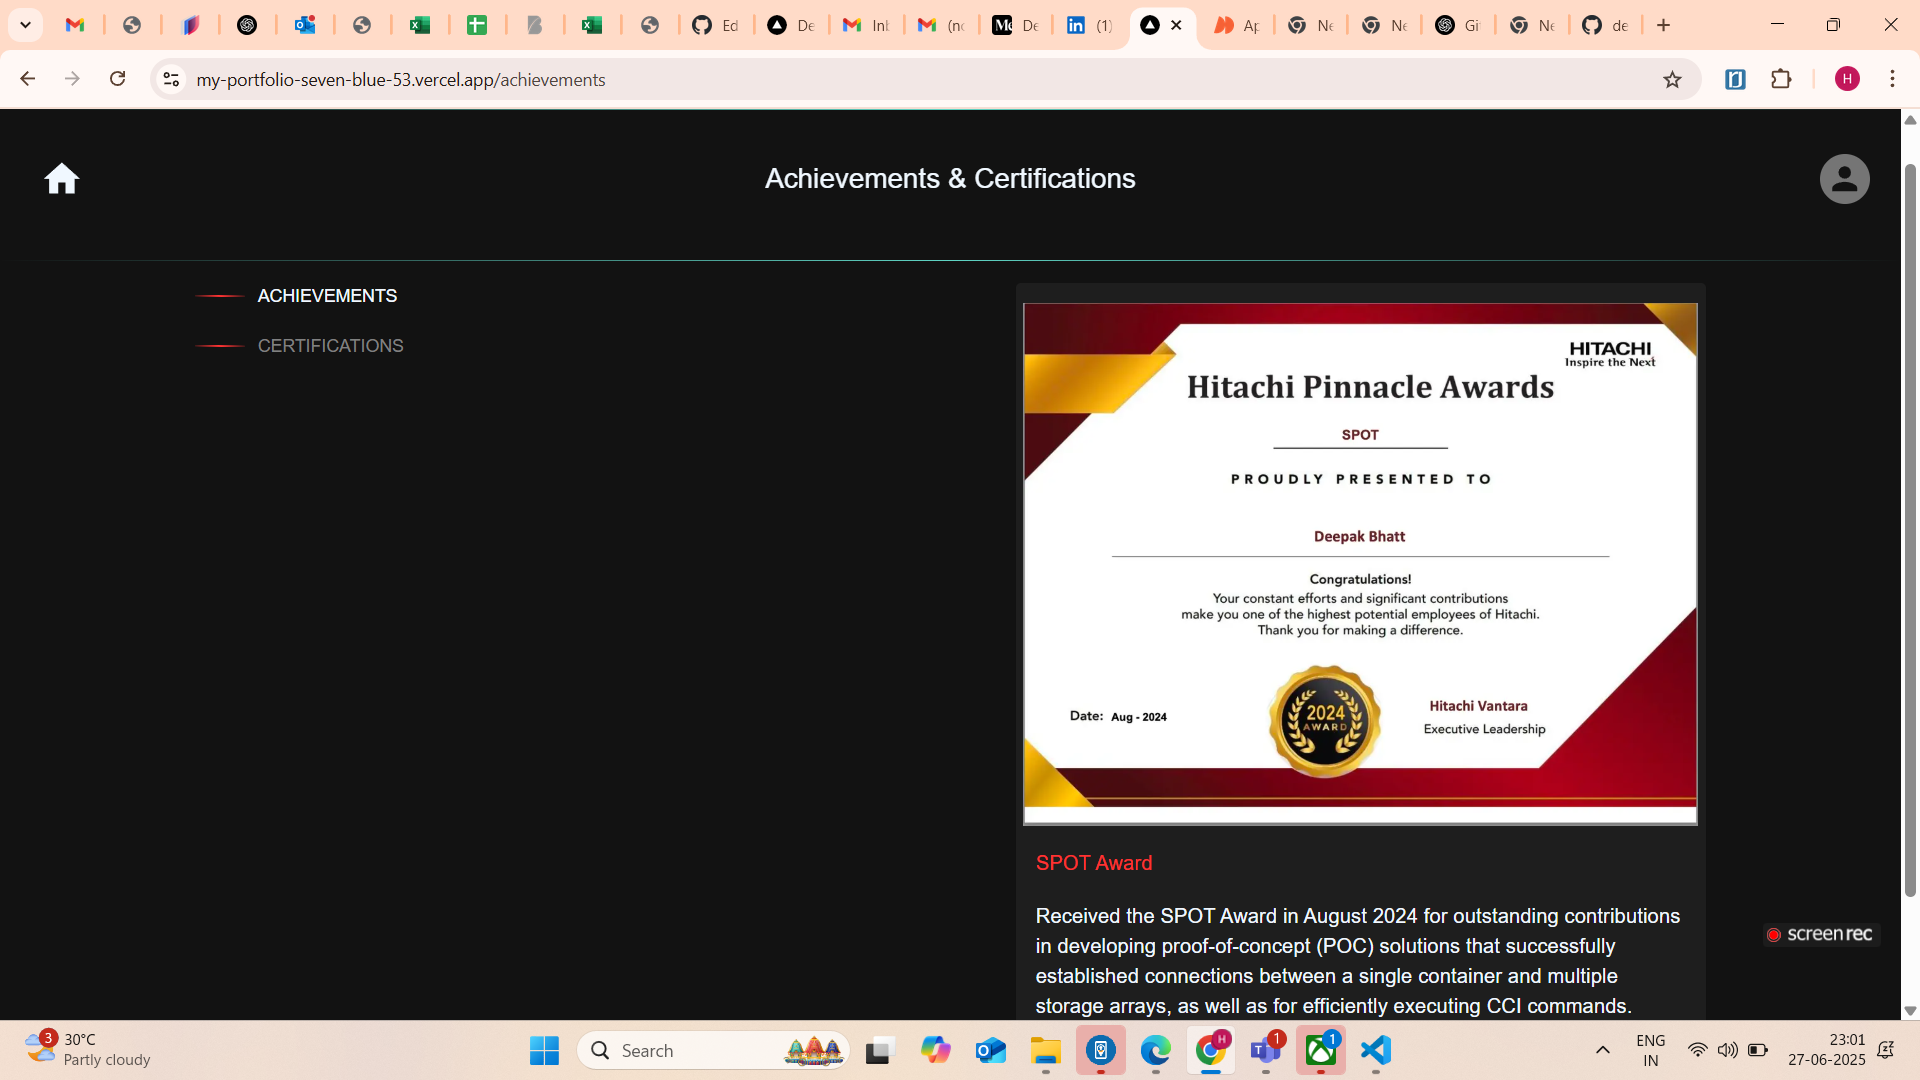 Ed
De
Inb
(no
De
(1)
Ap
Ne
Ne
Gi
Ne
de
my-portfolio-seven-blue-53.vercel.app/achievements
H
Achievements & Certifications
ACHIEVEMENTS
CERTIFICATIONS
HITACHI
Inspire the Next
Hitachi Pinnacle Awards
SPOT
PROUDLY PRESENTED TO
Deepak Bhatt
Congratulations!
Your constant efforts and significant contributions
make you one of the highest potential employees of Hitachi.
Thank you for making a difference.
Date: Aug - 2024
2024
AWARD
Hitachi Vantara
Executive Leadership
SPOT Award
Received the SPOT Award in August 2024 for outstanding contributions
in developing proof-of-concept (POC) solutions that successfully
established connections between a single container and multiple
storage arrays, as well as for efficiently executing CCI commands.
screenrec
3
30°C
Partly cloudy
Search
H
1
1
ENG
IN
23:01
27-06-2025